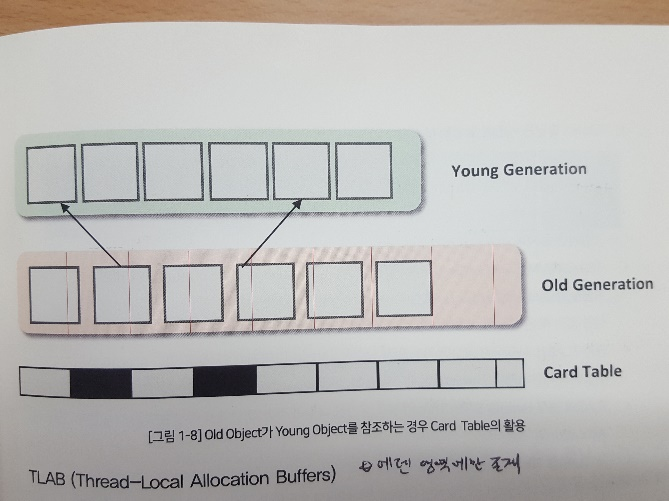 Young Generation
Old Generation
Card Table
[그림 1-8] Old Object가 Young Object를 참조하는 경우 Card Table의 활용
TLAB (Thread-Local Allocation Buffers) 에덴 영역에만 존재